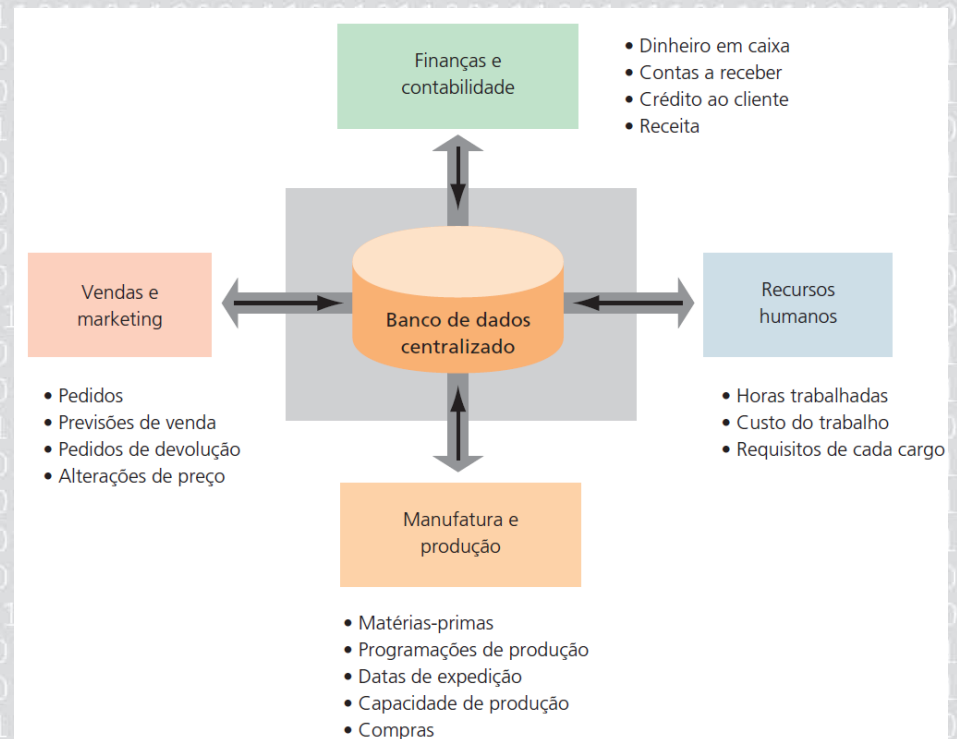 Finanças e
contabilidade
• Dinheiro em caixa
• Contas a receber
• Crédito ao cliente
• Receita
Vendas e
marketing
• Pedidos
• Previsões de venda
• Pedidos de devolução
• Alterações de preço
Banco de dados
centralizado
Recursos
humanos
• Horas trabalhadas
• Custo do trabalho
• Requisitos de cada cargo
Manufatura e
produção
• Matérias-primas
• Programações de produção
• Datas de expedição
• Capacidade de produção
• Compras